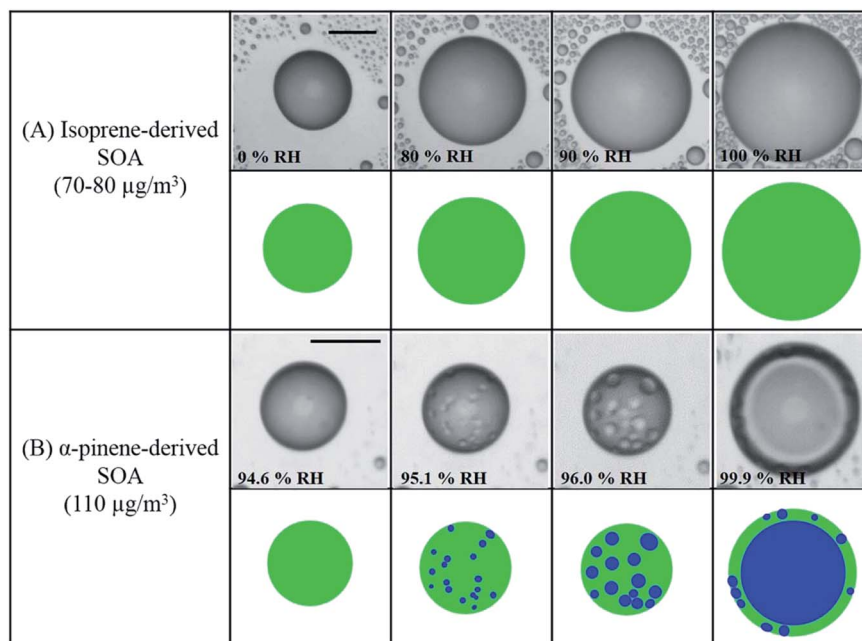 (A) Isoprene-derived
SOA
(70-80 µg/m³)
0 % RH
80 % RH
90 % RH
100 % RH
(B) α-pinene-derived
SOA
(110 µg/m³)
94.6 % RH
95.1 % RH
96.0 % RH
99.9 % RH